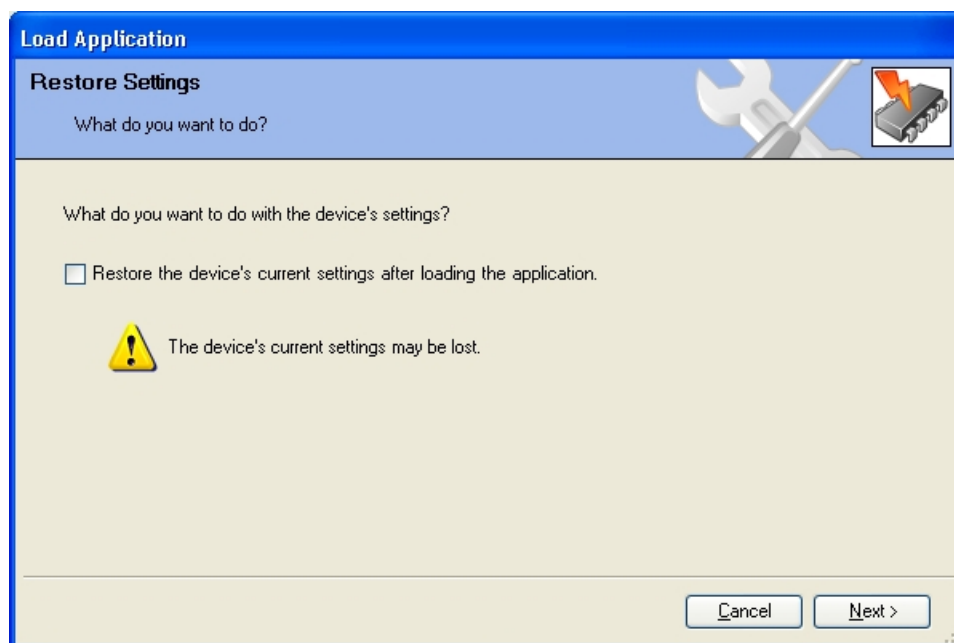 Load Application
Restore Settings
What do you want to do?
What do you want to do with the device's settings?
Restore the device's current settings after loading the application.
The device's current settings may be lost.
Cancel
Next >